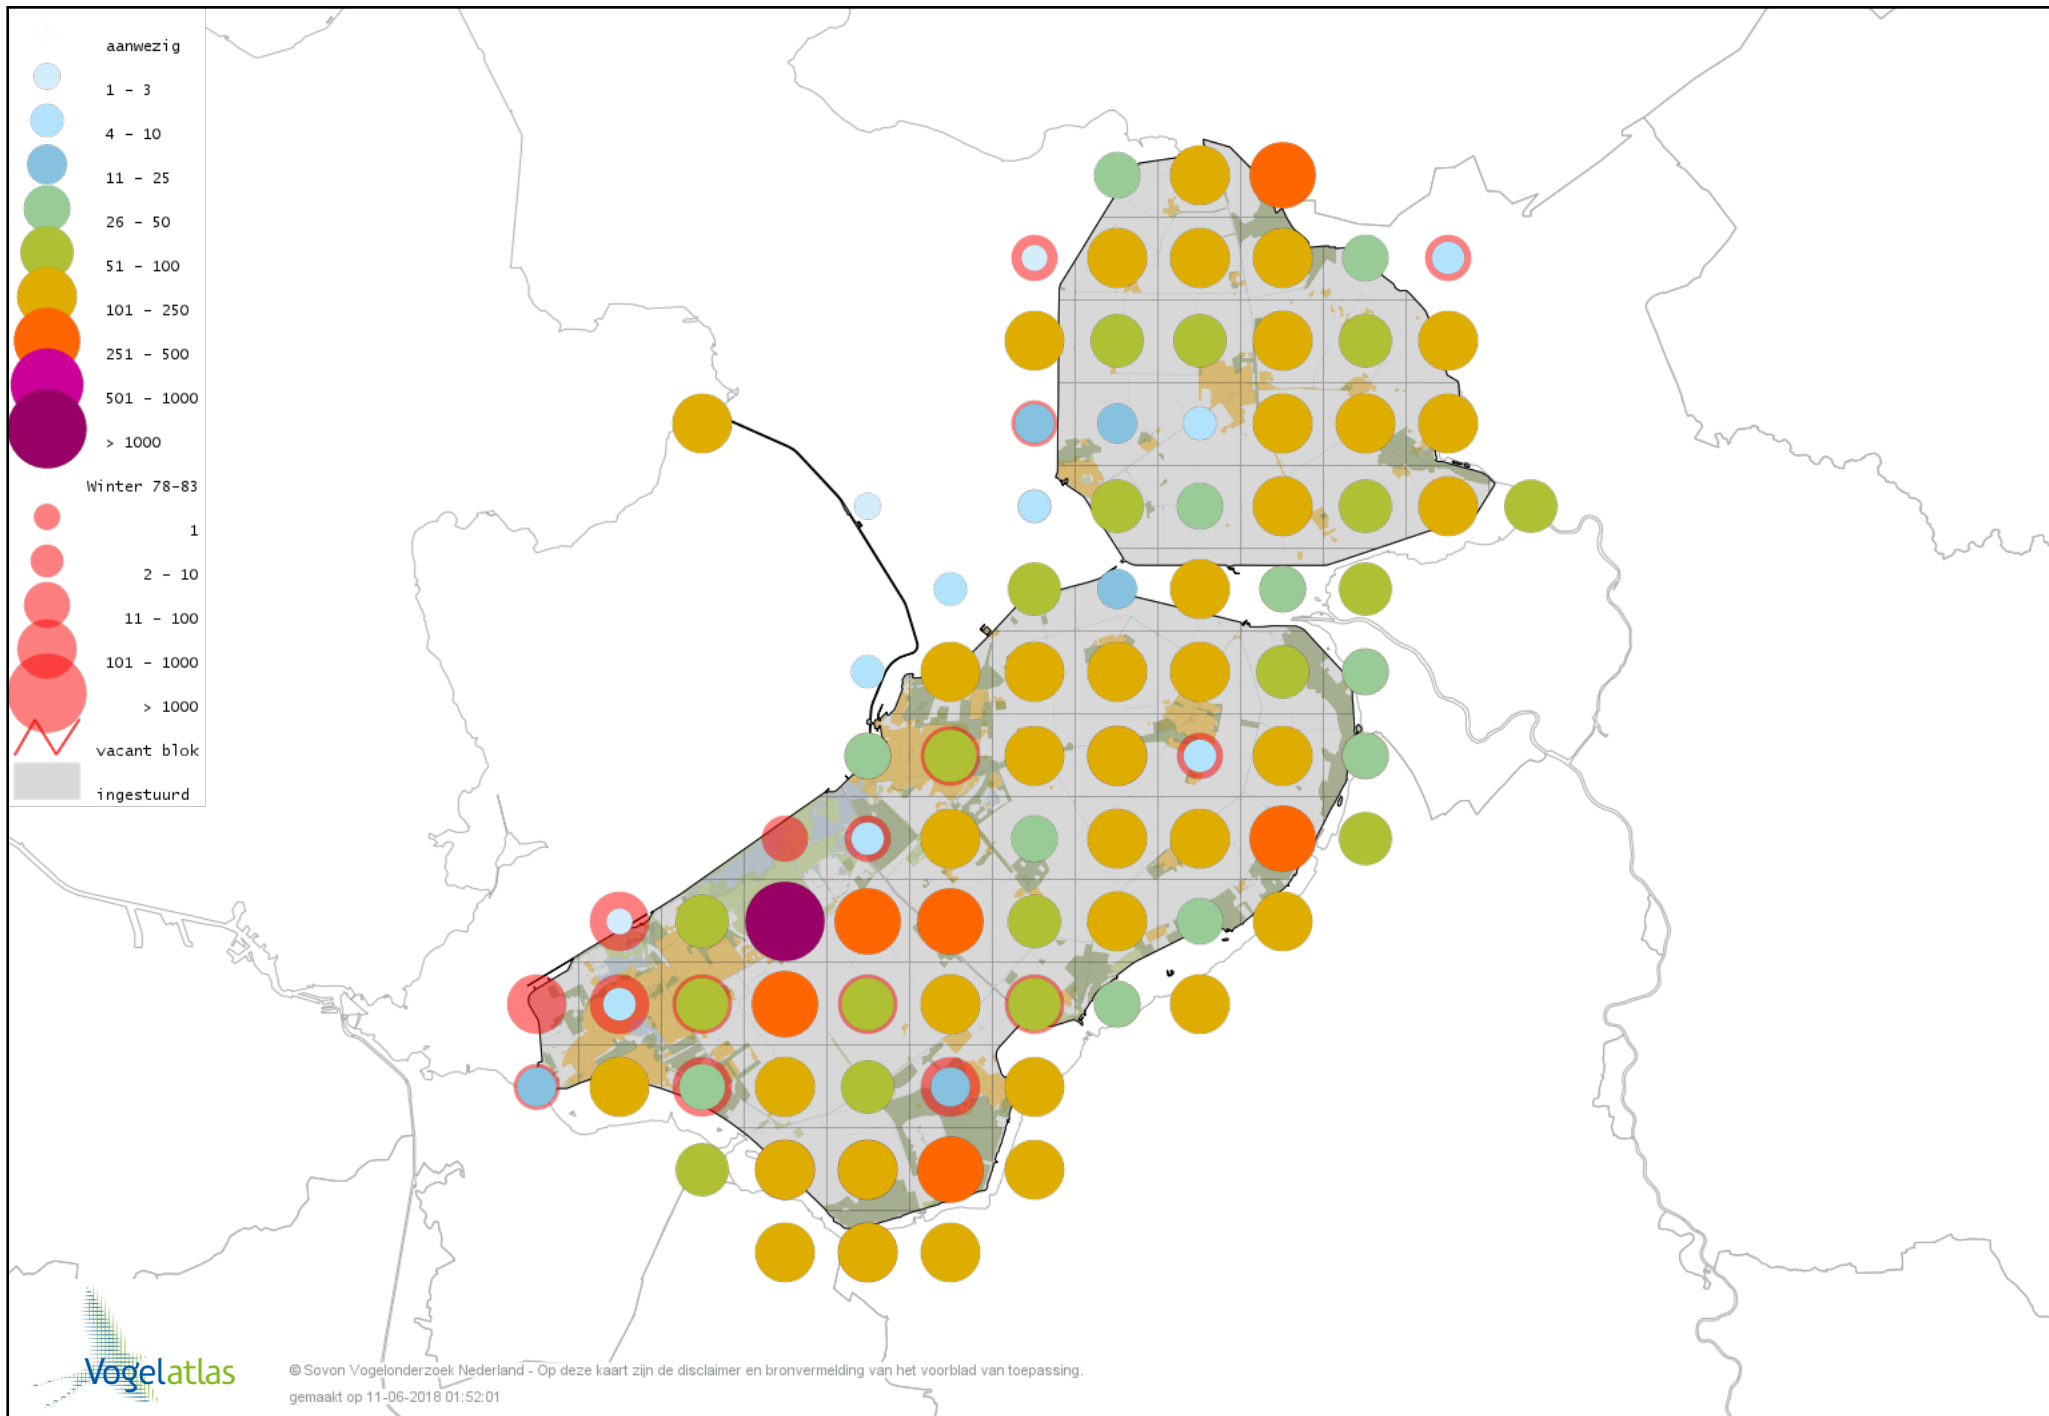 aanwezig
1 - 3
4 - 10
11 - 25
26 - 50
51 - 100
101 - 250
251 - 500
501 - 1000
> 1000
Winter 78-83
1
2 - 10
11 - 100
101 - 1000
> 1000
vacant blok
ingestuurd
Vogelatlas
© Sovon Vogelonderzoek Nederland - Op deze kaart zijn de disclaimer en bronvermelding van het voorblad van toepassing.
gemaakt op 11-06-2018 01:52:01